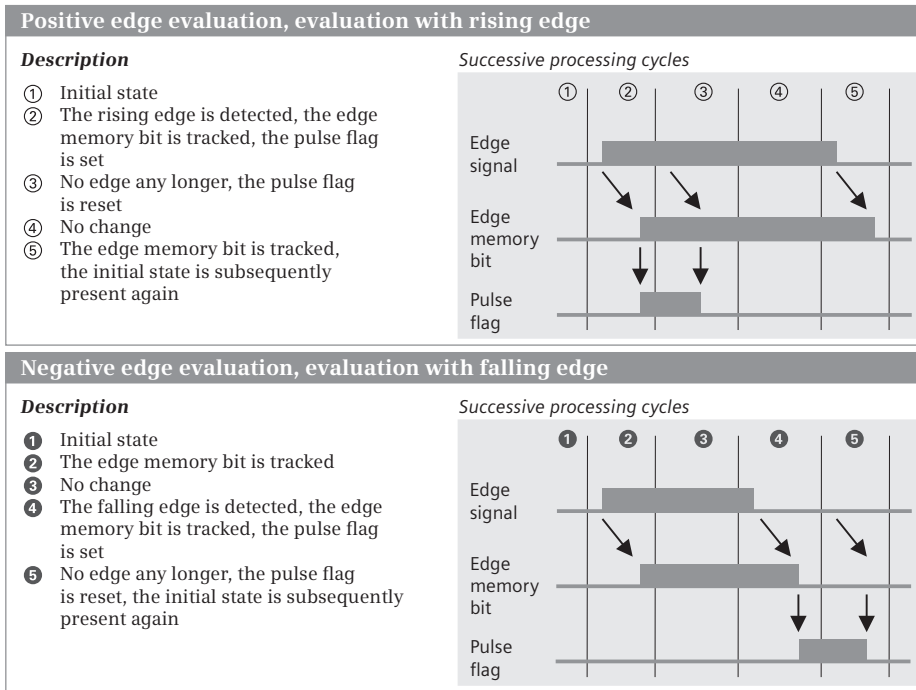 Positive edge evaluation, evaluation with rising edge
Description
① Initial state
② The rising edge is detected, the edge
memory bit is tracked, the pulse flag
is set
③ No edge any longer, the pulse flag
is reset
④ No change
⑤ The edge memory bit is tracked,
the initial state is subsequently
present again
Successive processing cycles
① ② ③ ④ ⑤
Edge
signal
Edge
memory
bit
Pulse
flag
Negative edge evaluation, evaluation with falling edge
Description
❶ Initial state
❷ The edge memory bit is tracked
❸ No change
❹ The falling edge is detected, the edge
memory bit is tracked, the pulse flag
is set
❺ No edge any longer, the pulse flag
is reset, the initial state is subsequently
present again
Successive processing cycles
❶ ❷ ❸ ❹ ❺
Edge
signal
Edge
memory
bit
Pulse
flag